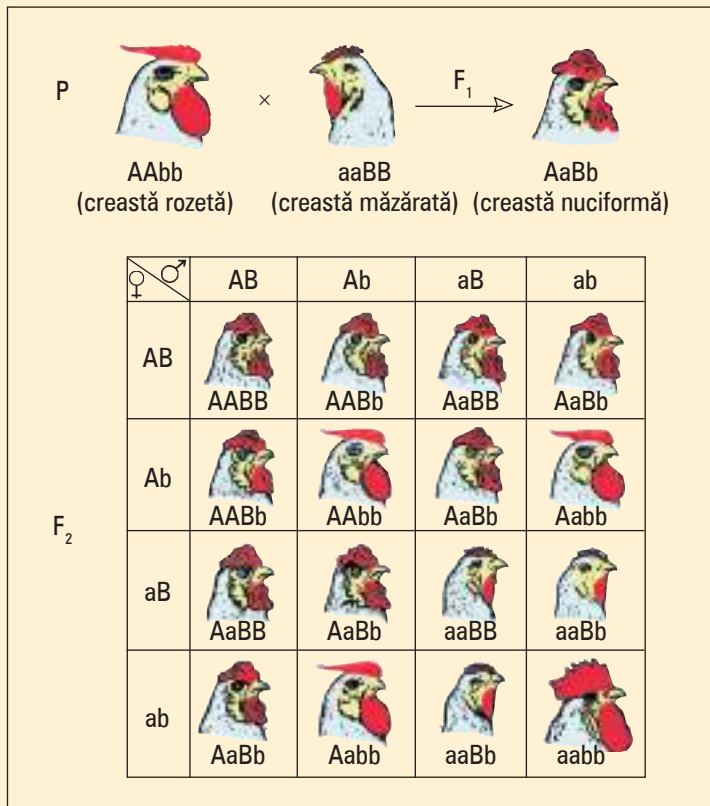 P × F₁
AAbb aaBB AaBb
(creastă rozetă) (creastă măzărată) (creastă nuciformă)
♀ ♂ AB Ab aB ab
AB
AABB AABb AaBB AaBb
Ab
AABb AAbb AaBb Aabb
F₂
aB
AaBB AaBb aaBB aaBb
ab
AaBb Aabb aaBb aabb